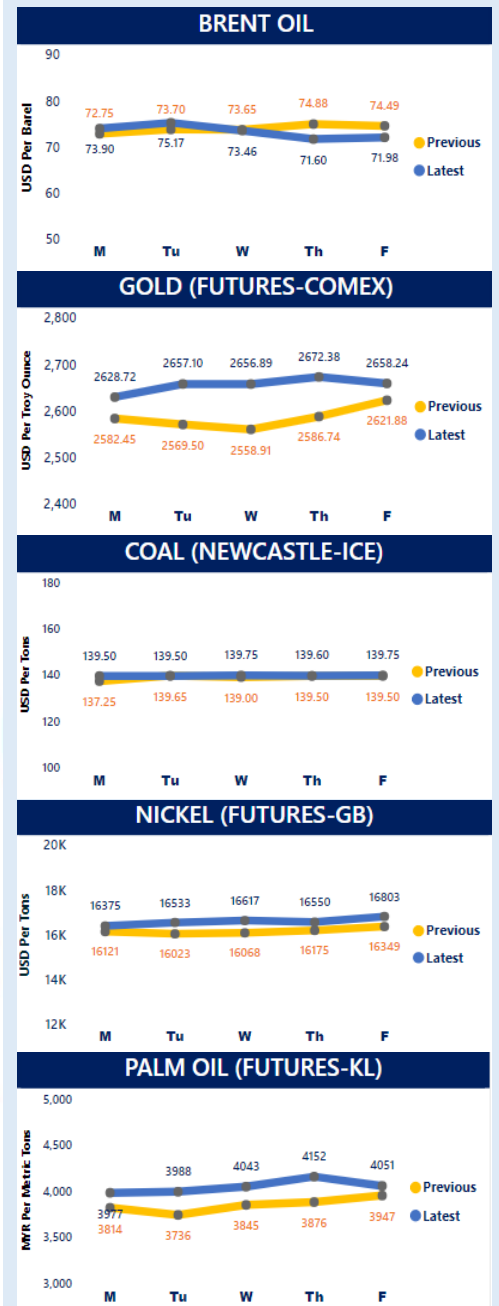 BRENT OIL
90
80
70
60
50
USD Per Barel
72.75 73.70 73.65 74.88 74.49
73.90 75.17 73.46 71.60 71.98
Previous
Latest
M Tu W Th F
GOLD (FUTURES-COMEX)
2,800
2,700
2,600
2,500
2,400
USD Per Troy Ounce
2628.72 2657.10 2656.89 2672.38 2658.24
2582.45 2569.50 2558.91 2586.74 2621.88
Previous
Latest
M Tu W Th F
COAL (NEWCASTLE-ICE)
180
160
140
120
100
USD Per Tons
139.50 139.50 139.75 139.60 139.75
137.25 139.65 139.00 139.50 139.50
Previous
Latest
M Tu W Th F
NICKEL (FUTURES-GB)
20K
18K
16K
14K
12K
USD Per Tons
16375 16533 16617 16550 16803
16121 16023 16068 16175 16349
Previous
Latest
M Tu W Th F
PALM OIL (FUTURES-KL)
5,000
4,500
4,000
3,500
3,000
MYR Per Metric Tons
3977 3988 4043 4152 4051
3814 3736 3845 3876 3947
Previous
Latest
M Tu W Th F